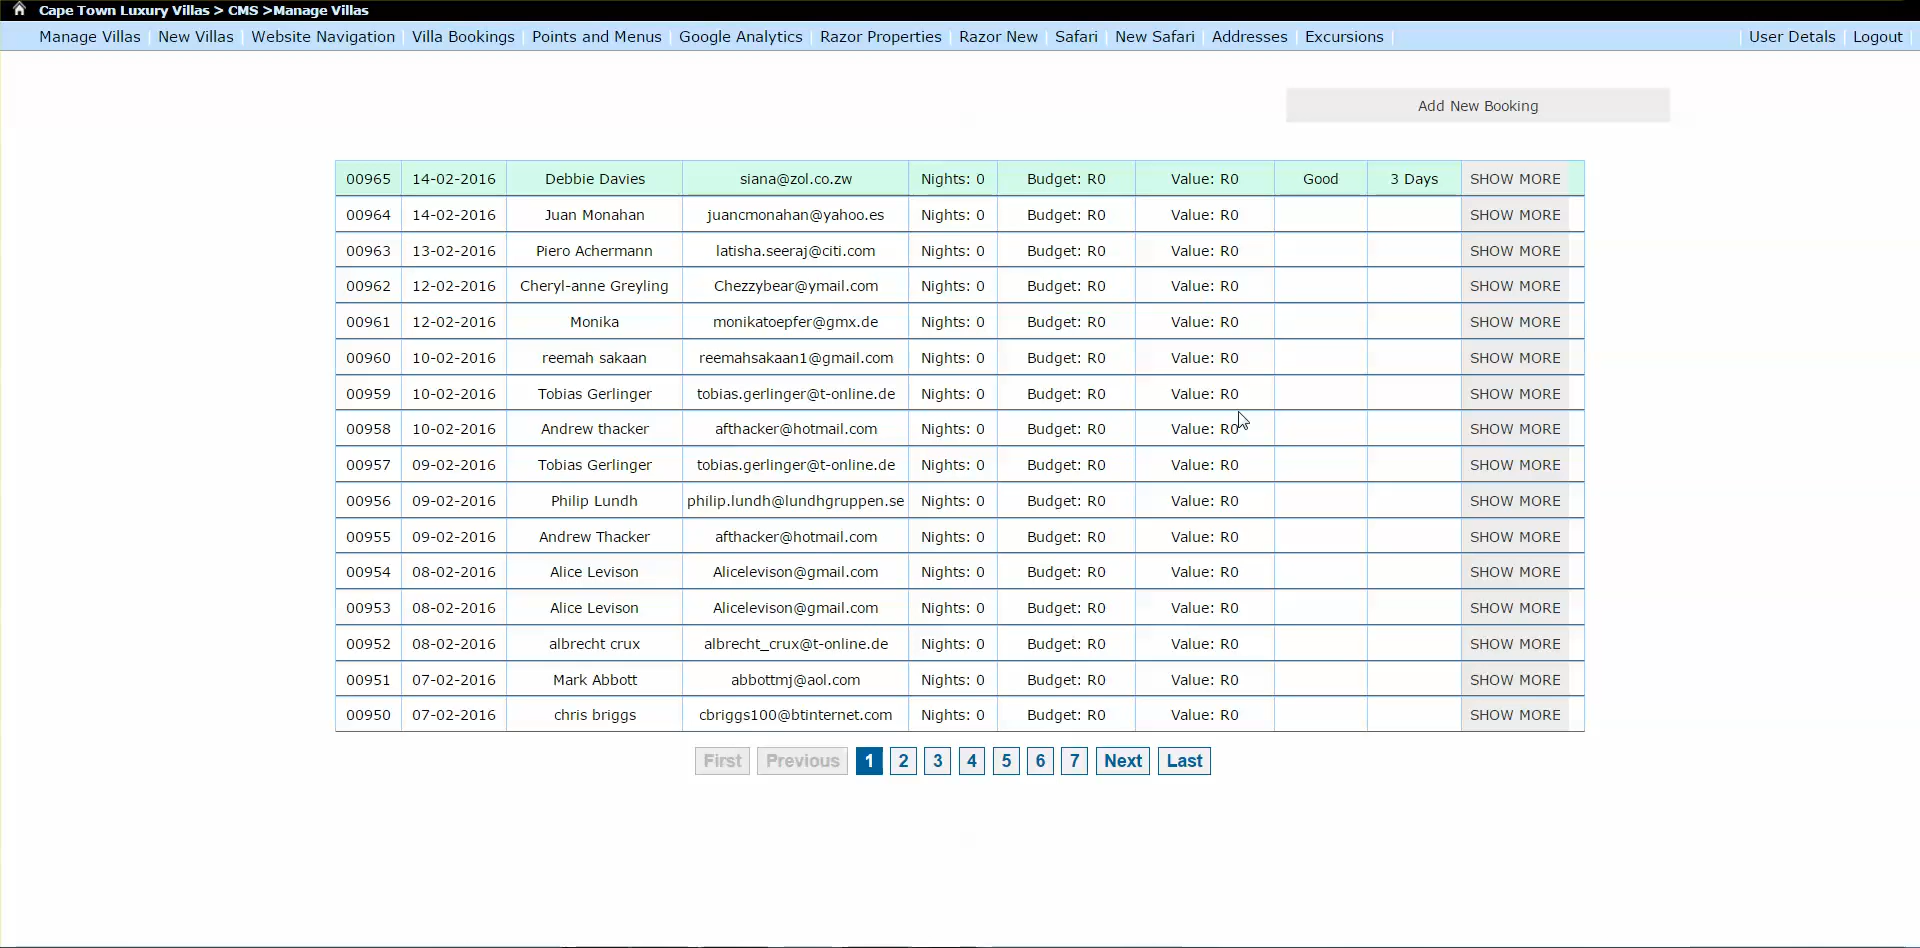 Cape Town Luxury Villas > CMS >Manage Villas
Manage Villas New Villas Website Navigation Villa Bookings Points and Menus Google Analytics Razor Properties Razor New Safari New Safari Addresses Excursions User Detals Logout
Add New Booking
00965 14-02-2016 Debbie Davies siana@zol.co.zw Nights: 0 Budget: R0 Value: R0 Good 3 Days SHOW MORE
00964 14-02-2016 Juan Monahan juancmonahan@yahoo.es Nights: 0 Budget: R0 Value: R0 SHOW MORE
00963 13-02-2016 Piero Achermann latisha.seeraj@citi.com Nights: 0 Budget: R0 Value: R0 SHOW MORE
00962 12-02-2016 Cheryl-anne Greyling Chezzybear@ymail.com Nights: 0 Budget: R0 Value: R0 SHOW MORE
00961 12-02-2016 Monika monikatoepfer@gmx.de Nights: 0 Budget: R0 Value: R0 SHOW MORE
00960 10-02-2016 reemah sakaan reemahsakaan1@gmail.com Nights: 0 Budget: R0 Value: R0 SHOW MORE
00959 10-02-2016 Tobias Gerlinger tobias.gerlinger@t-online.de Nights: 0 Budget: R0 Value: R0 SHOW MORE
00958 10-02-2016 Andrew thacker afthacker@hotmail.com Nights: 0 Budget: R0 Value: R0 SHOW MORE
00957 09-02-2016 Tobias Gerlinger tobias.gerlinger@t-online.de Nights: 0 Budget: R0 Value: R0 SHOW MORE
00956 09-02-2016 Philip Lundh philip.lundh@lundhgruppen.se Nights: 0 Budget: R0 Value: R0 SHOW MORE
00955 09-02-2016 Andrew Thacker afthacker@hotmail.com Nights: 0 Budget: R0 Value: R0 SHOW MORE
00954 08-02-2016 Alice Levison Alicelevison@gmail.com Nights: 0 Budget: R0 Value: R0 SHOW MORE
00953 08-02-2016 Alice Levison Alicelevison@gmail.com Nights: 0 Budget: R0 Value: R0 SHOW MORE
00952 08-02-2016 albrecht crux albrecht_crux@t-online.de Nights: 0 Budget: R0 Value: R0 SHOW MORE
00951 07-02-2016 Mark Abbott abbottmj@aol.com Nights: 0 Budget: R0 Value: R0 SHOW MORE
00950 07-02-2016 chris briggs cbriggs100@btinternet.com Nights: 0 Budget: R0 Value: R0 SHOW MORE
First Previous 1 2 3 4 5 6 7 Next Last